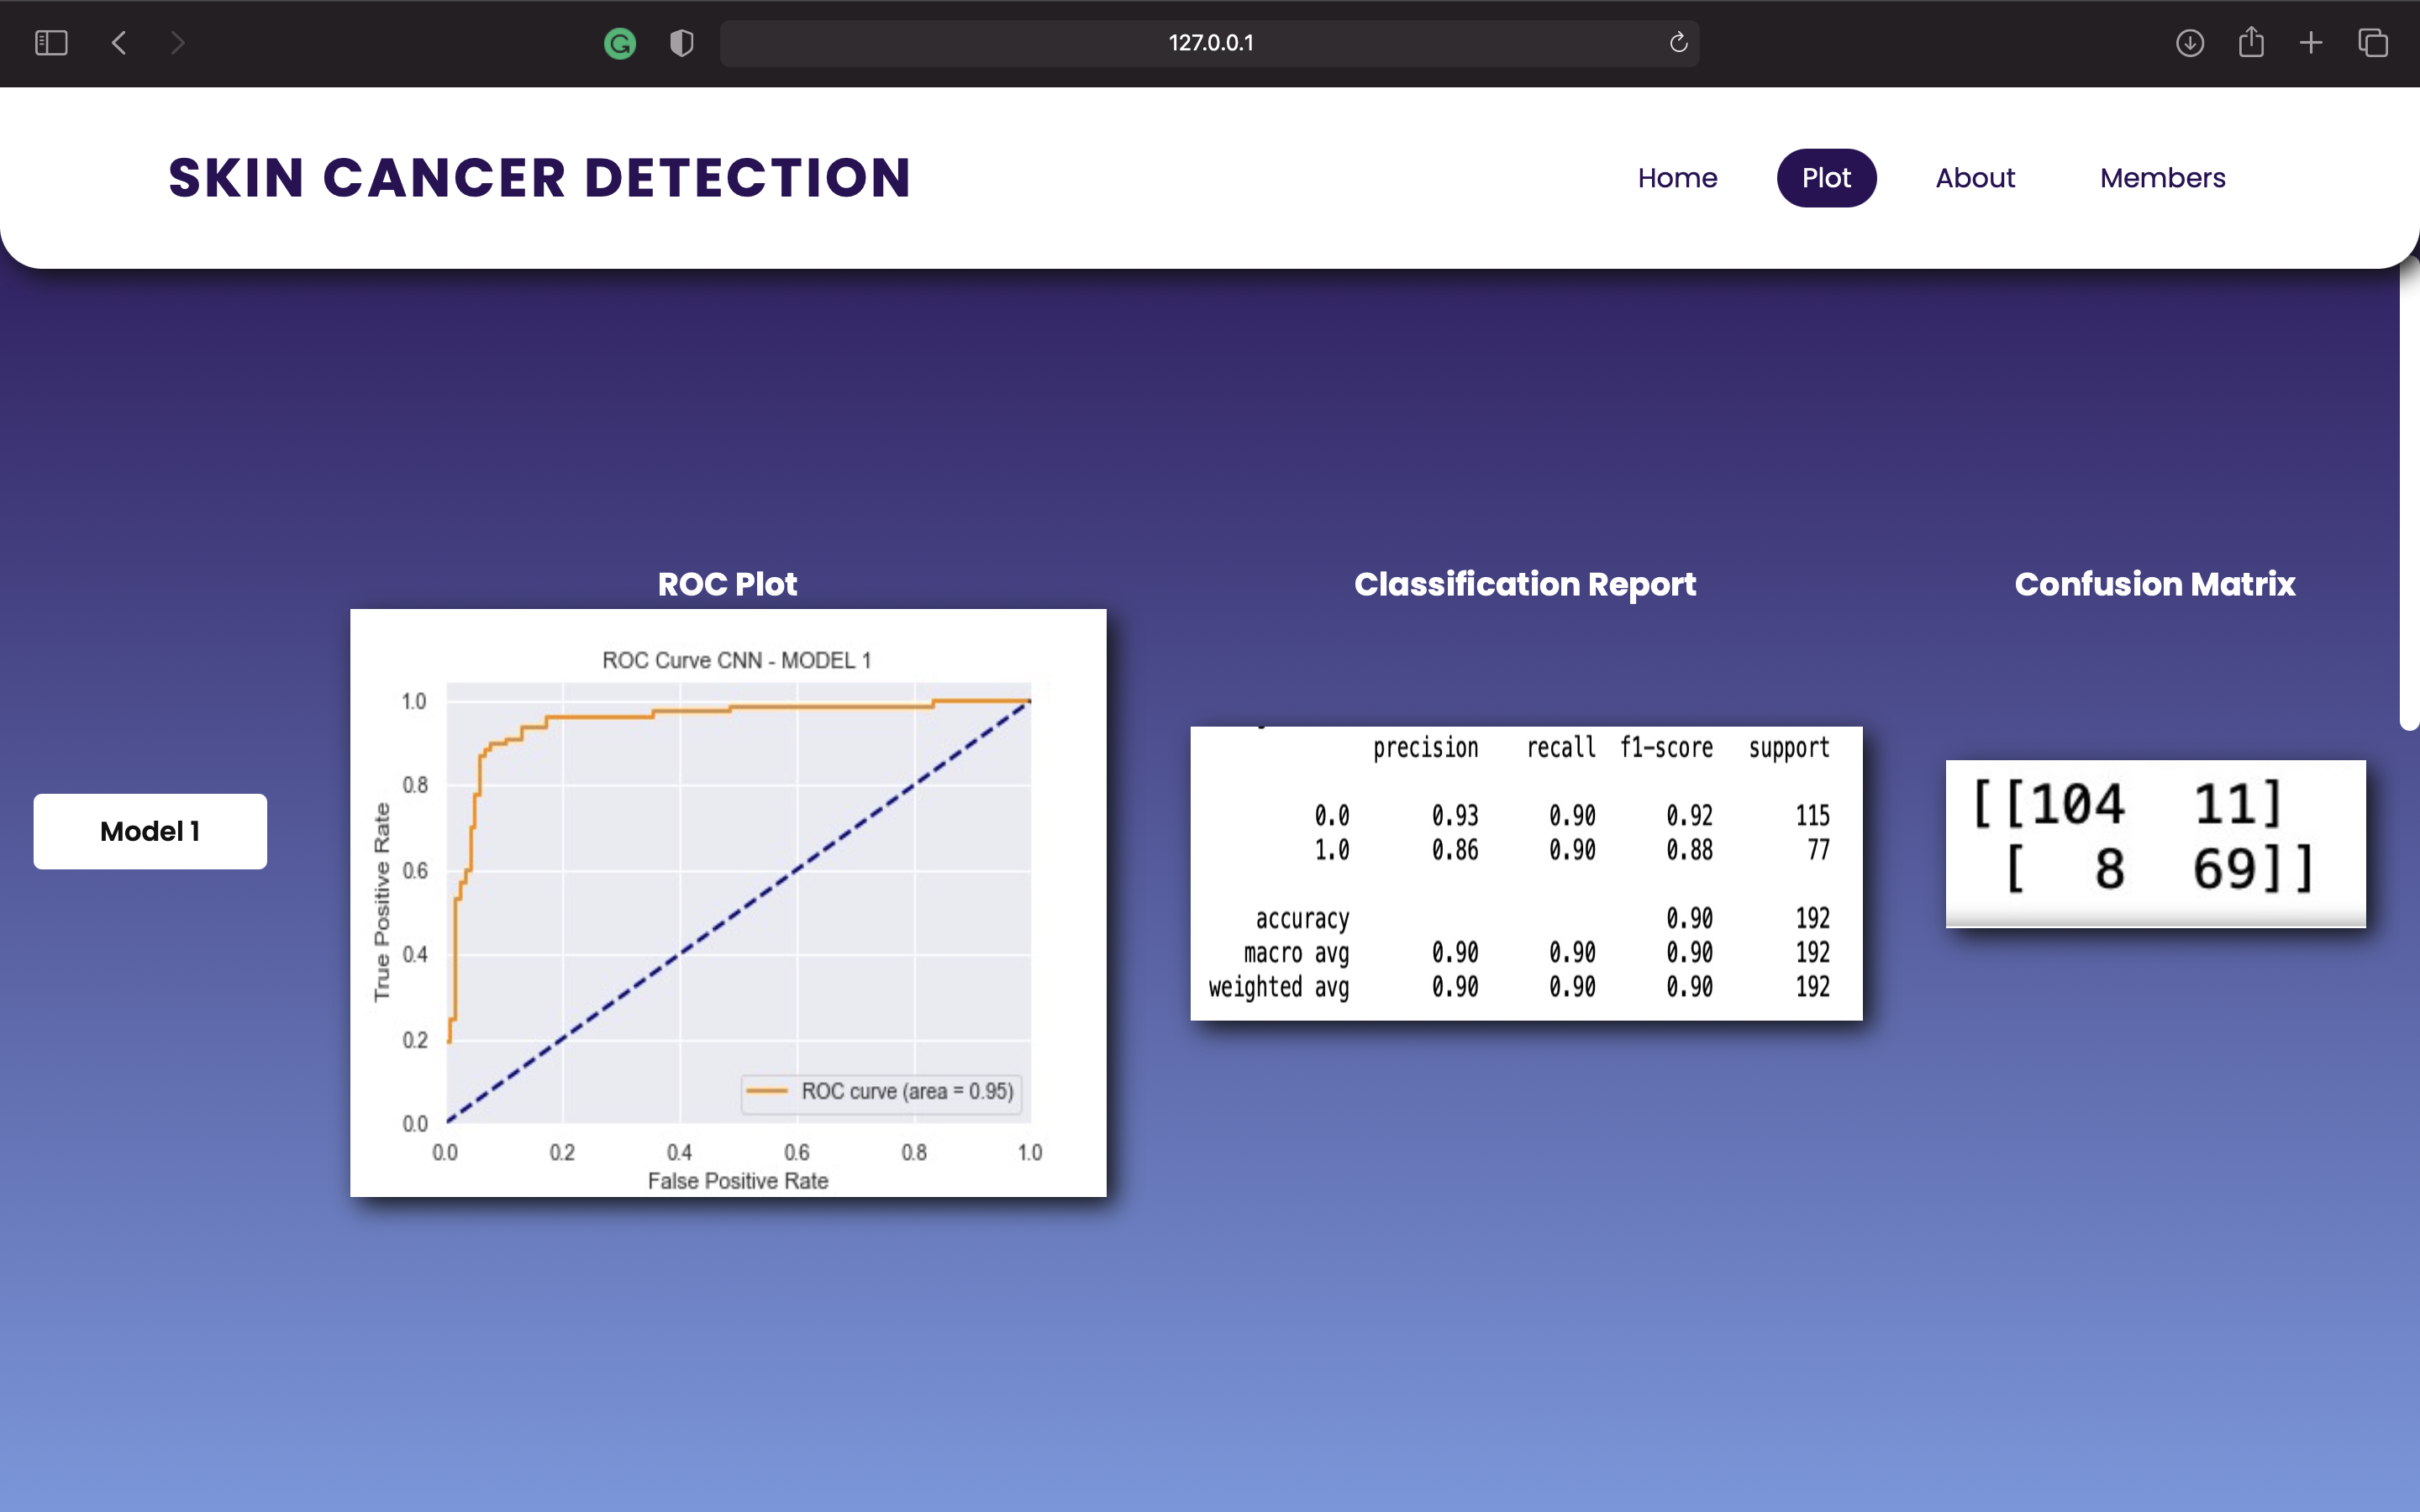 127.0.0.1
SKIN CANCER DETECTION
Home Plot About Members
ROC Plot
Classification Report
Confusion Matrix
Model 1
ROC Curve CNN - MODEL 1
1.0
0.8
0.6
0.4
0.2
0.0
True Positive Rate
ROC curve (area = 0.95)
0.0 0.2 0.4 0.6 0.8 1.0
False Positive Rate
precision recall f1-score support
0.0 0.93 0.90 0.92 115
1.0 0.86 0.90 0.88 77
accuracy 0.90 192
macro avg 0.90 0.90 0.90 192
weighted avg 0.90 0.90 0.90 192
[[104 11]
[ 8 69]]